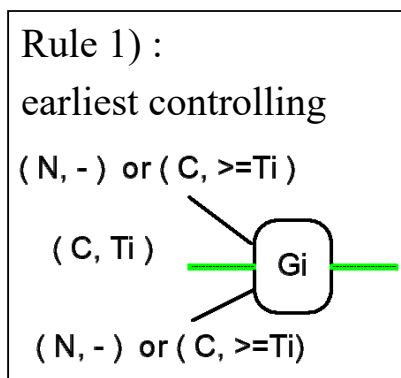 Rule 1) :
earliest controlling
( N, - ) or ( C, >=Ti )
( C, Ti )
Gi
( N, - ) or ( C, >=Ti)